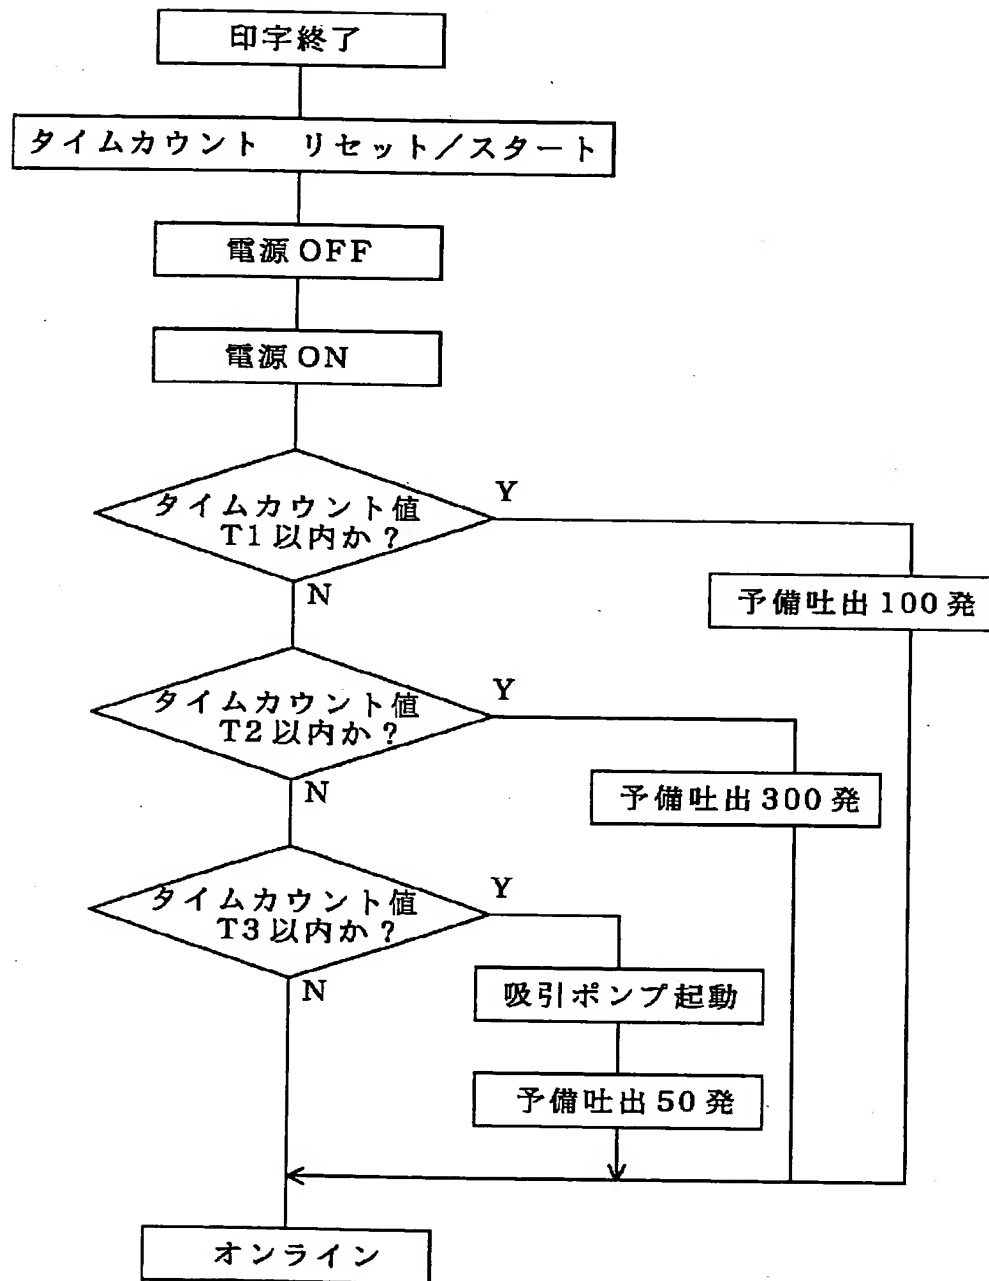 印字終了
タイムカウント リセット／スタート
電源OFF
電源ON
タイムカウント値
T1以内か？
Y
N
予備吐出100発
タイムカウント値
T2以内か？
Y
N
予備吐出300発
タイムカウント値
T3以内か？
Y
N
吸引ポンプ起動
予備吐出50発
オンライン